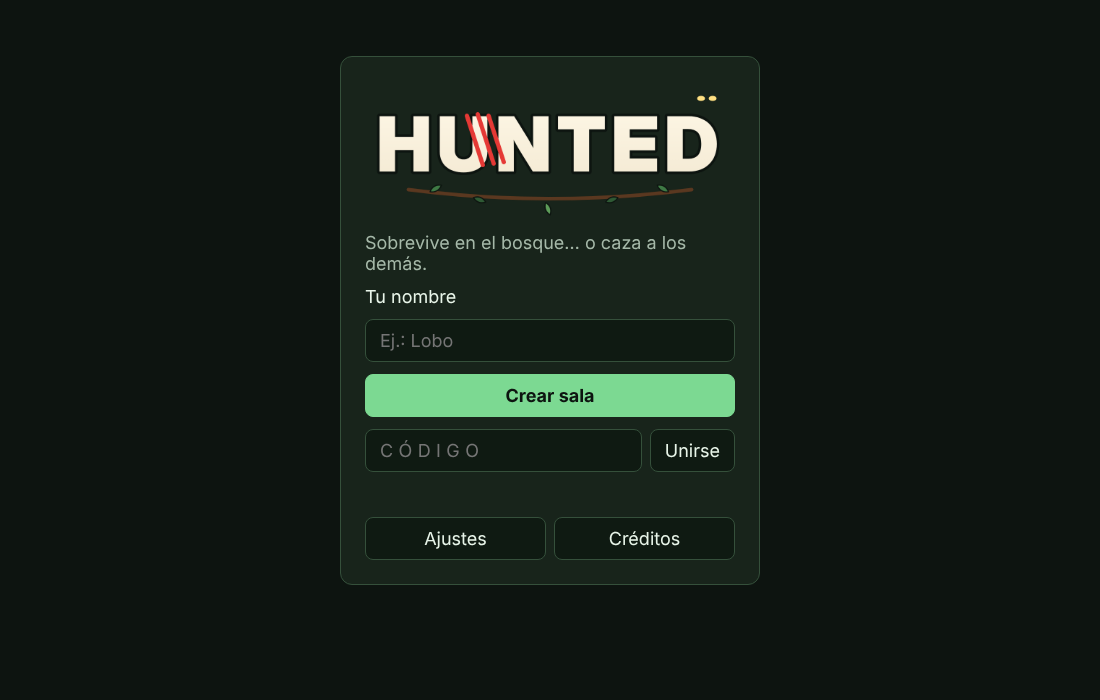 HUNTED
Sobrevive en el bosque... o caza a los
demás.
Tu nombre
Ej.: Lobo
Crear sala
CÓDIGO
Unirse
Ajustes
Créditos